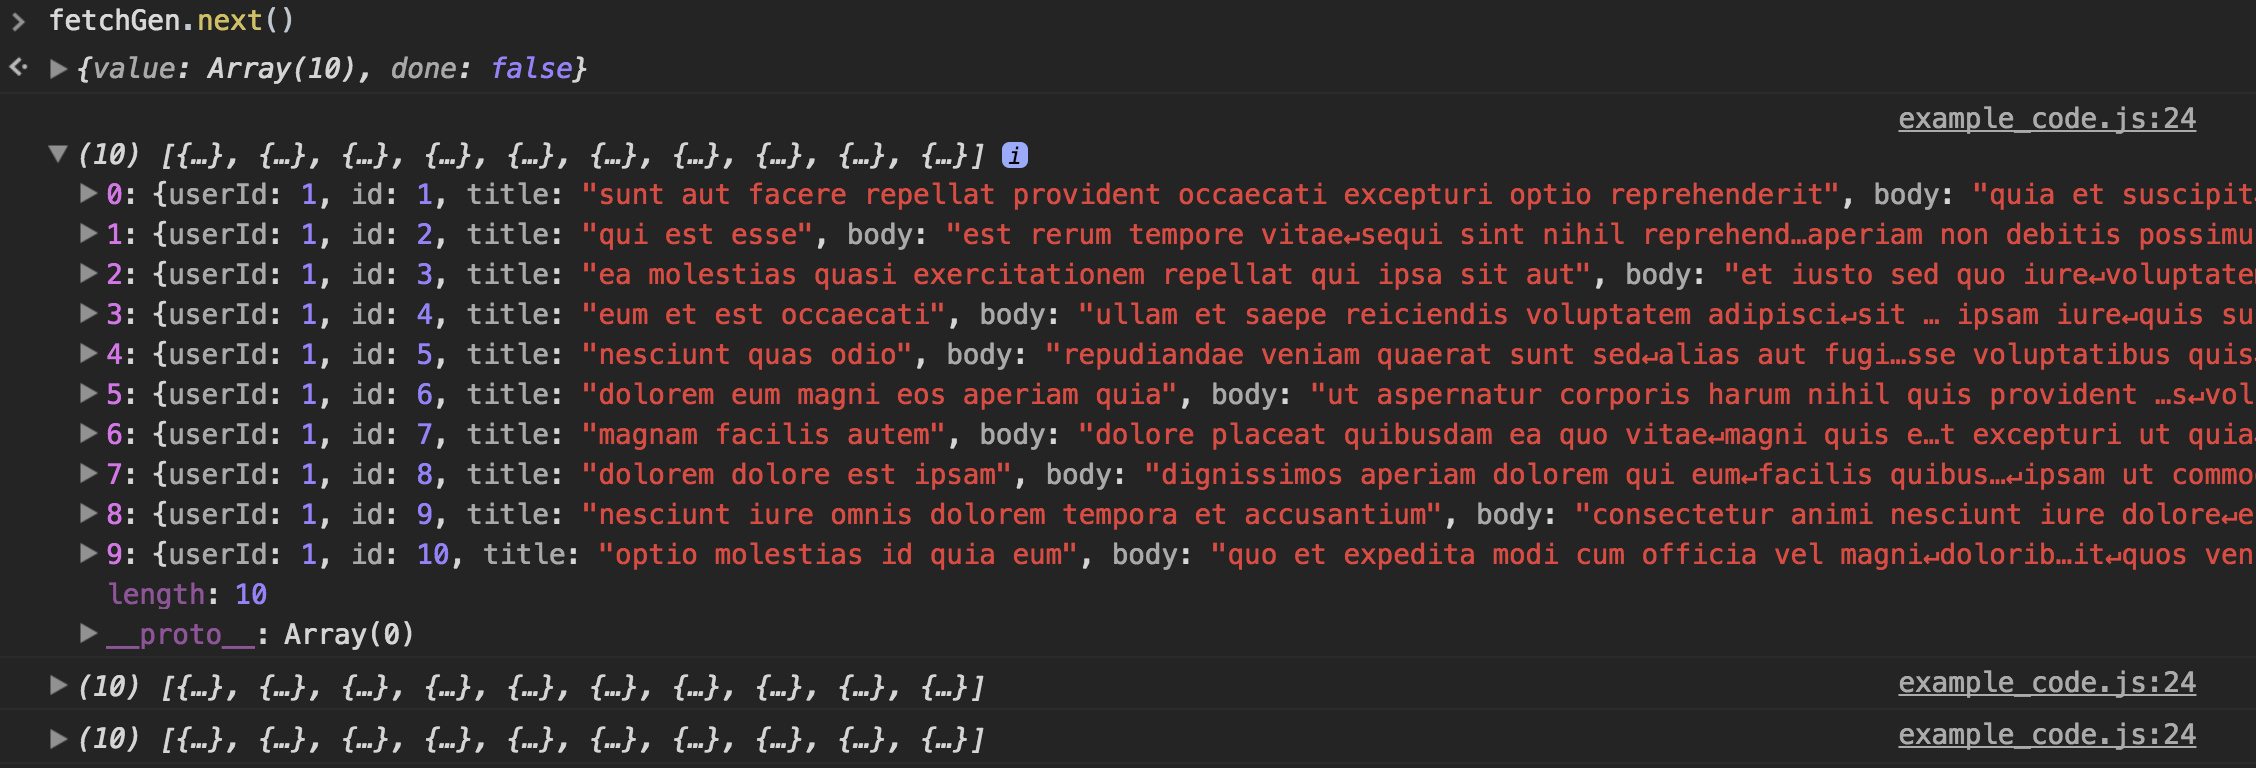 fetchGen.next()
{value: Array(10), done: false}
example_code.js:24
(10) [{…}, {…}, {…}, {…}, {…}, {…}, {…}, {…}, {…}, {…}] i
0: {userId: 1, id: 1, title: "sunt aut facere repellat provident occaecati excepturi optio reprehenderit", body: "quia et suscipit
1: {userId: 1, id: 2, title: "qui est esse", body: "est rerum tempore vitae↵sequi sint nihil reprehend…aperiam non debitis possimu
2: {userId: 1, id: 3, title: "ea molestias quasi exercitationem repellat qui ipsa sit aut", body: "et iusto sed quo iure↵voluptatem
3: {userId: 1, id: 4, title: "eum et est occaecati", body: "ullam et saepe reiciendis voluptatem adipisci↵sit … ipsam iure↵quis su
4: {userId: 1, id: 5, title: "nesciunt quas odio", body: "repudiandae veniam quaerat sunt sed↵alias aut fugi…sse voluptatibus quis
5: {userId: 1, id: 6, title: "dolorem eum magni eos aperiam quia", body: "ut aspernatur corporis harum nihil quis provident …s↵vol
6: {userId: 1, id: 7, title: "magnam facilis autem", body: "dolore placeat quibusdam ea quo vitae↵magni quis e…t excepturi ut quia
7: {userId: 1, id: 8, title: "dolorem dolore est ipsam", body: "dignissimos aperiam dolorem qui eum↵facilis quibus…↵ipsam ut commo
8: {userId: 1, id: 9, title: "nesciunt iure omnis dolorem tempora et accusantium", body: "consectetur animi nesciunt iure dolore↵e
9: {userId: 1, id: 10, title: "optio molestias id quia eum", body: "quo et expedita modi cum officia vel magni↵dolorib…it↵quos ven
length: 10
__proto__: Array(0)
(10) [{…}, {…}, {…}, {…}, {…}, {…}, {…}, {…}, {…}, {…}] example_code.js:24
(10) [{…}, {…}, {…}, {…}, {…}, {…}, {…}, {…}, {…}, {…}] example_code.js:24